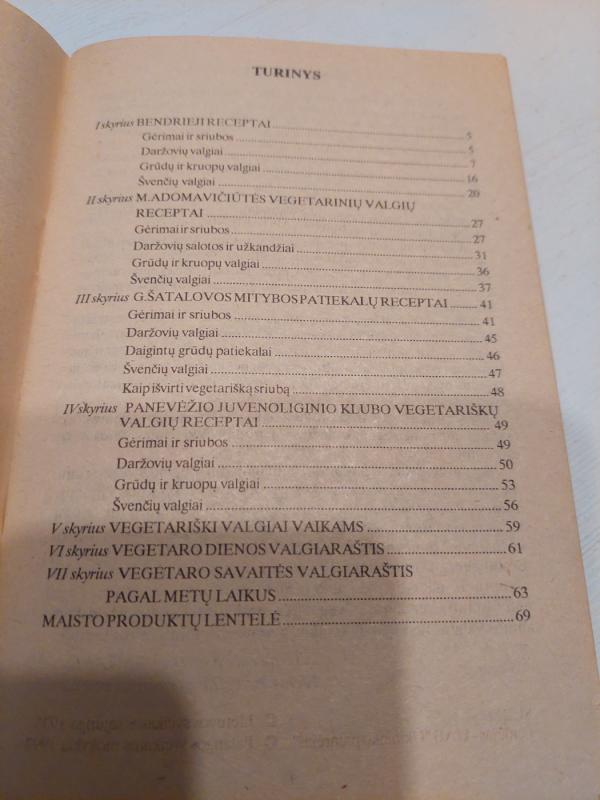 TURINYS
I skyrius BENDRIEJI RECEPTAI 5
Gėrimai ir sriubos 5
Daržovių valgiai 7
Grūdų ir kruopų valgiai 16
Švenčių valgiai 20
II skyrius M.ADOMAVIČIŪTĖS VEGETARINIŲ VALGIŲ
RECEPTAI 27
Gėrimai ir sriubos 27
Daržovių salotos ir užkandžiai 31
Grūdų ir kruopų valgiai 36
Švenčių valgiai 37
III skyrius G.ŠATALOVOS MITYBOS PATIEKALŲ RECEPTAI 41
Gėrimai ir sriubos 41
Daržovių valgiai 45
Daigintų grūdų patiekalai 46
Švenčių valgiai 47
Kaip išvirti vegetarišką sriubą 48
IV skyrius PANEVĖŽIO JUVENOLIGINIO KLUBO VEGETARIŠKŲ
VALGIŲ RECEPTAI 49
Gėrimai ir sriubos 49
Daržovių valgiai 50
Grūdų ir kruopų valgiai 53
Švenčių valgiai 56
V skyrius VEGETARIŠKI VALGIAI VAIKAMS 59
VI skyrius VEGETARO DIENOS VALGIARAŠTIS 61
VII skyrius VEGETARO SAVAITĖS VALGIARAŠTIS
PAGAL METŲ LAIKUS 63
MAISTO PRODUKTŲ LENTELĖ 69